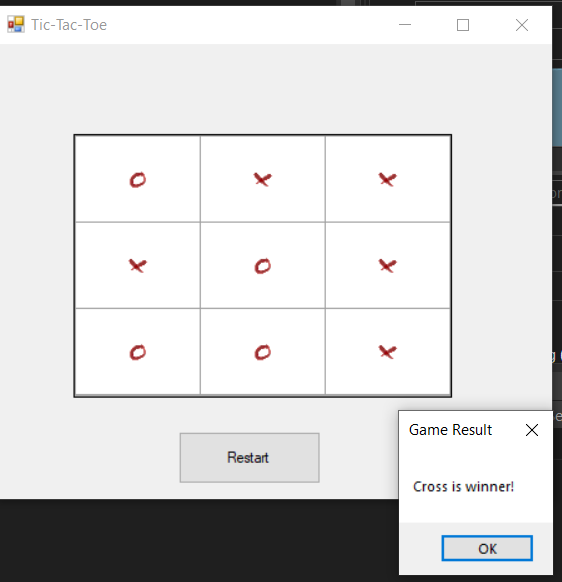 Tic-Tac-Toe
O X X
X O X
O O X
Restart
Game Result
Cross is winner!
OK